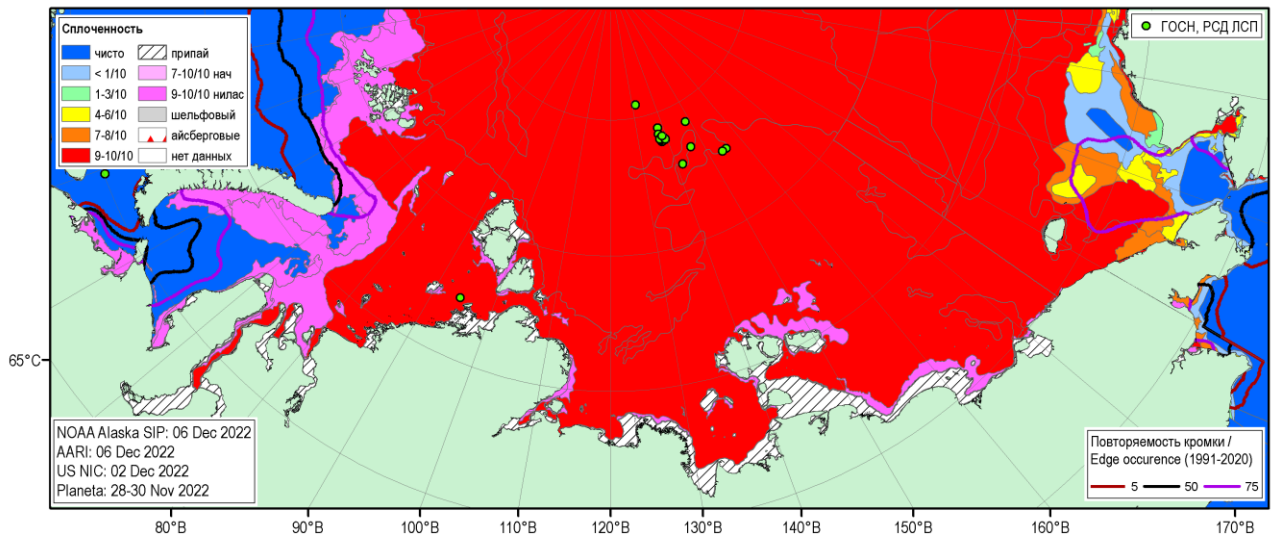 Сплоченность
чисто
припай
< 1/10
7-10/10 нач
1-3/10
9-10/10 нилас
4-6/10
шельфовый
7-8/10
айсберговые
9-10/10
нет данных
ГОСН, РСД ЛСП
65°С
NOAA Alaska SIP: 06 Dec 2022
AARI: 06 Dec 2022
US NIC: 02 Dec 2022
Planeta: 28-30 Nov 2022
Повторяемость кромки /
Edge occurence (1991-2020)
5 50 75
80°В 90°В 100°В 110°В 120°В 130°В 140°В 150°В 160°В 170°В